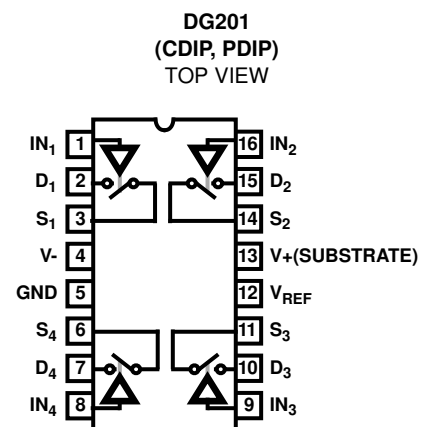 DG201
(CDIP, PDIP)
TOP VIEW
IN1 1 16 IN2
D1 2 15 D2
S1 3 14 S2
V- 4 13 V+(SUBSTRATE)
GND 5 12 VREF
S4 6 11 S3
D4 7 10 D3
IN4 8 9 IN3